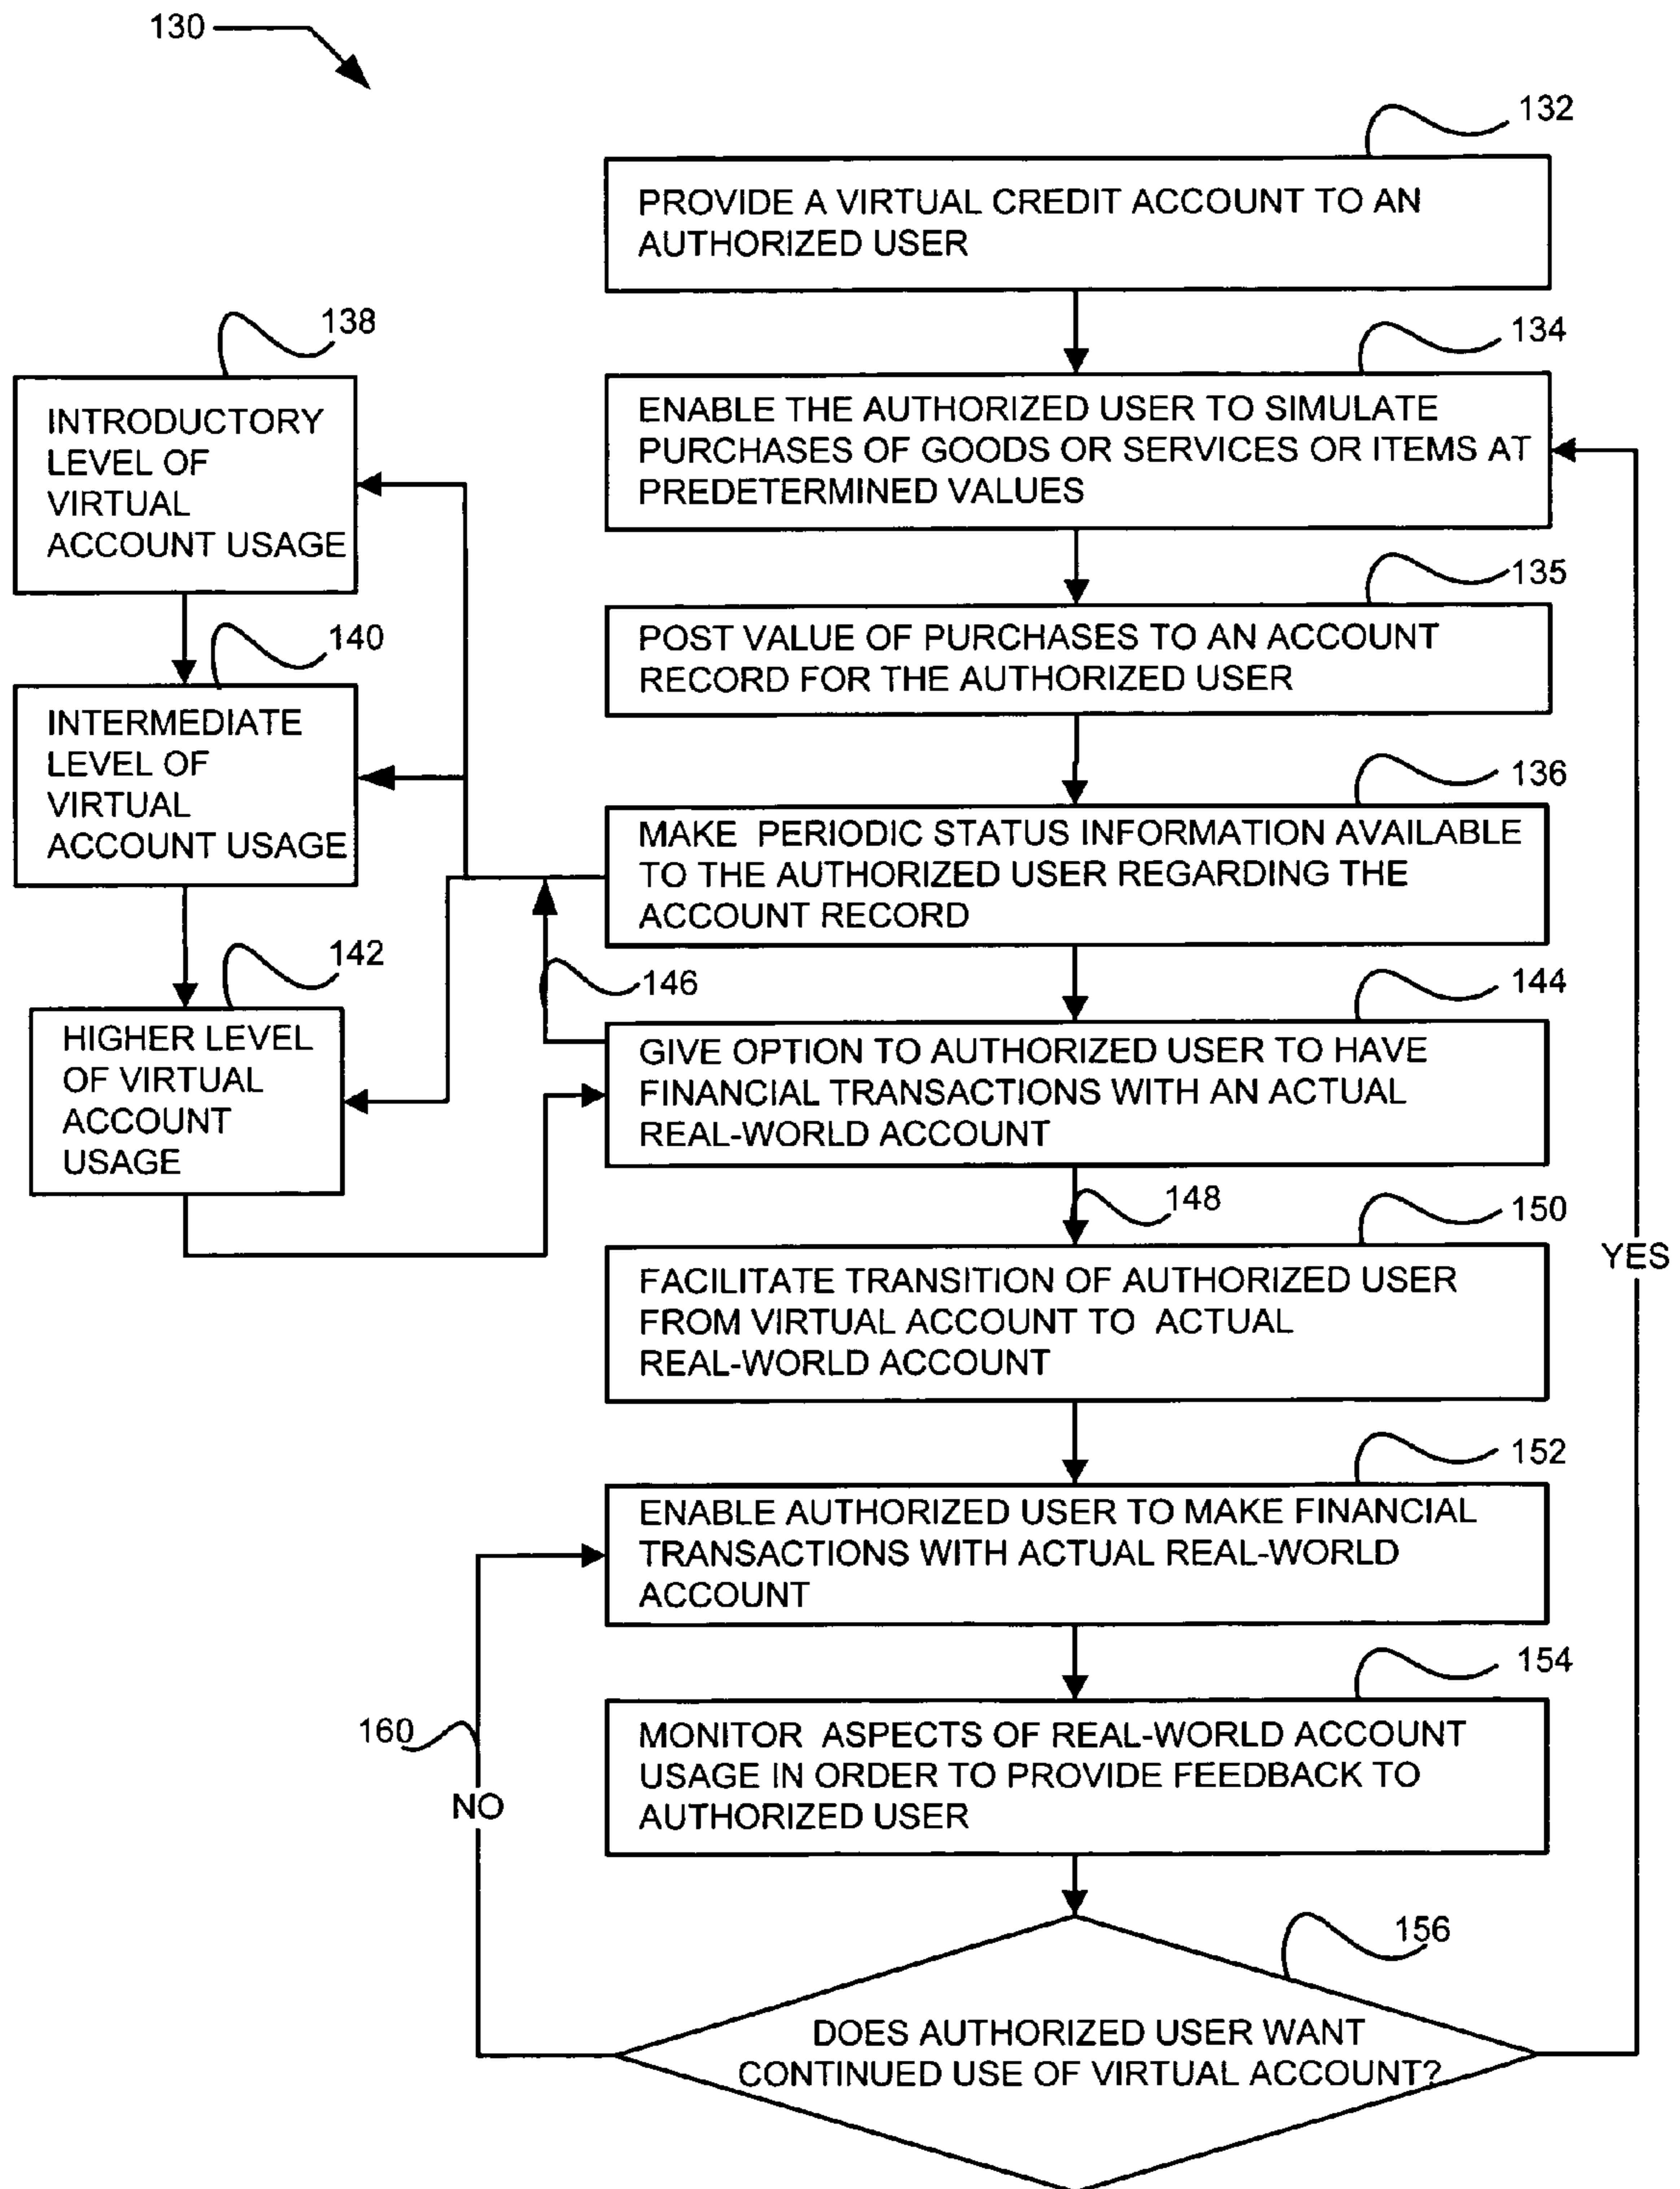 130
132
PROVIDE A VIRTUAL CREDIT ACCOUNT TO AN
AUTHORIZED USER
134
ENABLE THE AUTHORIZED USER TO SIMULATE
PURCHASES OF GOODS OR SERVICES OR ITEMS AT
PREDETERMINED VALUES
138
INTRODUCTORY
LEVEL OF
VIRTUAL
ACCOUNT USAGE
135
POST VALUE OF PURCHASES TO AN ACCOUNT
RECORD FOR THE AUTHORIZED USER
140
INTERMEDIATE
LEVEL OF
VIRTUAL
ACCOUNT USAGE
136
MAKE PERIODIC STATUS INFORMATION AVAILABLE
TO THE AUTHORIZED USER REGARDING THE
ACCOUNT RECORD
142
HIGHER LEVEL
OF VIRTUAL
ACCOUNT
USAGE
146
144
GIVE OPTION TO AUTHORIZED USER TO HAVE
FINANCIAL TRANSACTIONS WITH AN ACTUAL
REAL-WORLD ACCOUNT
148
150
FACILITATE TRANSITION OF AUTHORIZED USER
FROM VIRTUAL ACCOUNT TO ACTUAL
REAL-WORLD ACCOUNT
YES
152
ENABLE AUTHORIZED USER TO MAKE FINANCIAL
TRANSACTIONS WITH ACTUAL REAL-WORLD
ACCOUNT
154
MONITOR ASPECTS OF REAL-WORLD ACCOUNT
USAGE IN ORDER TO PROVIDE FEEDBACK TO
AUTHORIZED USER
160
NO
156
DOES AUTHORIZED USER WANT
CONTINUED USE OF VIRTUAL ACCOUNT?